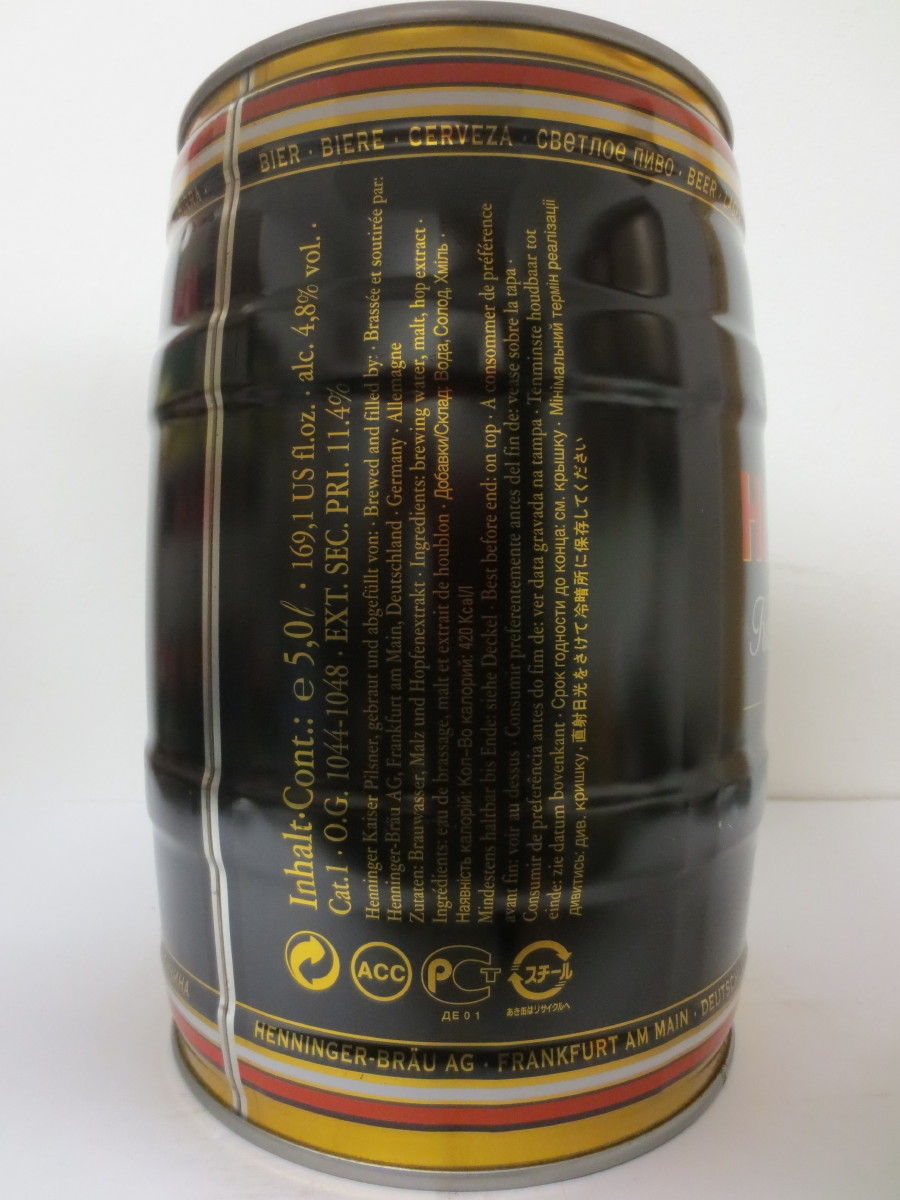 BIER · BIERE · CERVEZA · СВЕТЛОЕ ПИВО · BEER ·
Inhalt·Cont.: ℮ 5,0ℓ · 169,1 US fl.oz. · alc. 4,8% vol. ·
Cat.1 · O.G. 1044-1048 · EXT. SEC. PRI. 11.4%
Henninger Kaiser Pilsner, gebraut und abgefüllt von: · Brewed and filled by: · Brassée et soutirée par:
Henninger-Bräu AG, Frankfurt am Main, Deutschland · Germany · Allemagne
Zutaten: Brauwasser, Malz und Hopfenextrakt · Ingredients: brewing water, malt, hop extract ·
Ingrédients: eau de brassage, malt et extrait de houblon · Добавки/Склад: Вода, Солод, Хміль ·
Наявність калорій: Кол-Во калорий: 420 Kcal/l
Mindestens haltbar bis Ende: siehe Deckel · Best before end: on top · A consommer de préférence
avant fin: voir au dessus · Consumir preferentemente antes del fin de: vease sobre la tapa ·
Consumir de preferência antes do fim de: ver data gravada na tampa · Tenminste houdbaar tot
einde: zie datum bovenkant · Срок годности до конца: см. крышку · Мінімальний термін реалізації
дивитись: див. кришку · 直射日光をさけて冷暗所に保存してください
ACC
PCT
ДЕ 0 1
スチール
あき缶はリサイクルへ
HENNINGER-BRÄU AG · FRANKFURT AM MAIN ·